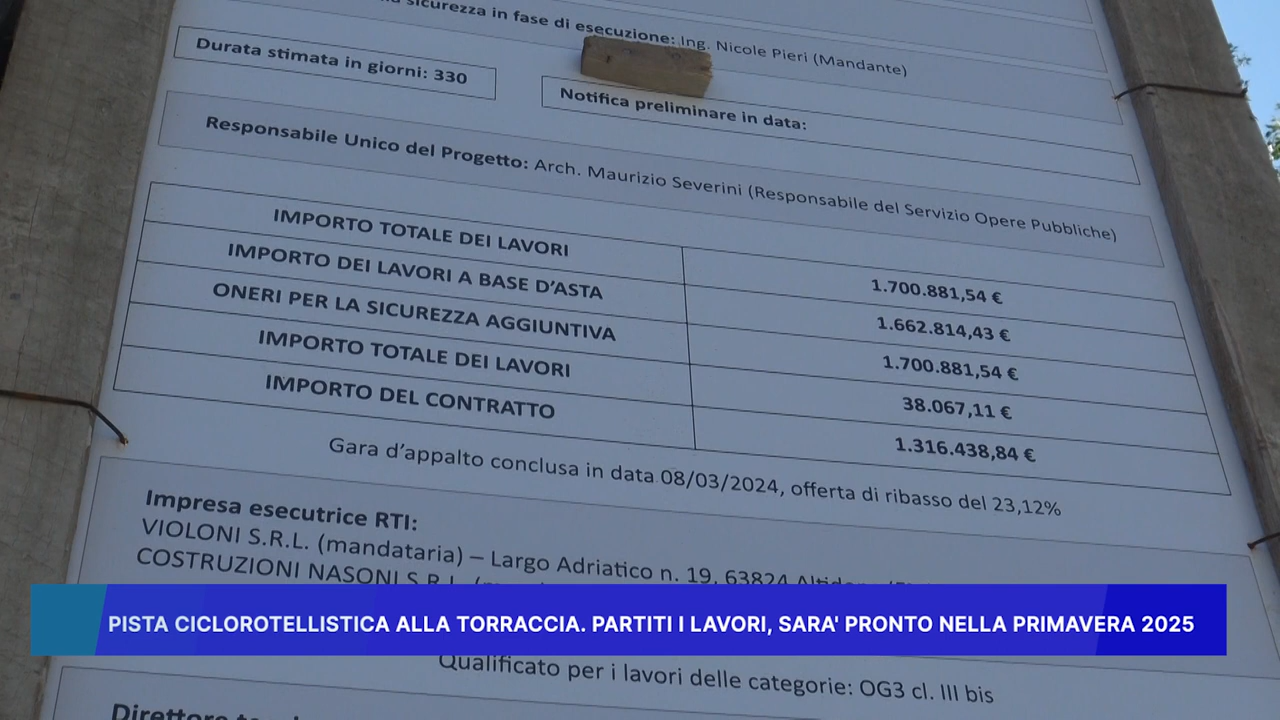 sicurezza in fase di esecuzione: Ing. Nicole Pieri (Mandante)
Durata stimata in giorni: 330
Notifica preliminare in data:
Responsabile Unico del Progetto: Arch. Maurizio Severini (Responsabile del Servizio Opere Pubbliche)
IMPORTO TOTALE DEI LAVORI 1.700.881,54 €
IMPORTO DEI LAVORI A BASE D'ASTA 1.662.814,43 €
ONERI PER LA SICUREZZA AGGIUNTIVA 1.700.881,54 €
IMPORTO TOTALE DEI LAVORI 38.067,11 €
IMPORTO DEL CONTRATTO 1.316.438,84 €
Gara d'appalto conclusa in data 08/03/2024, offerta di ribasso del 23,12%
Impresa esecutrice RTI:
VIOLONI S.R.L. (mandataria) – Largo Adriatico n. 19, 63824
COSTRUZIONI NASONI S.R.L.
PISTA CICLOROTELLISTICA ALLA TORRACCIA. PARTITI I LAVORI, SARA' PRONTO NELLA PRIMAVERA 2025
Qualificato per i lavori delle categorie: OG3 cl. III bis